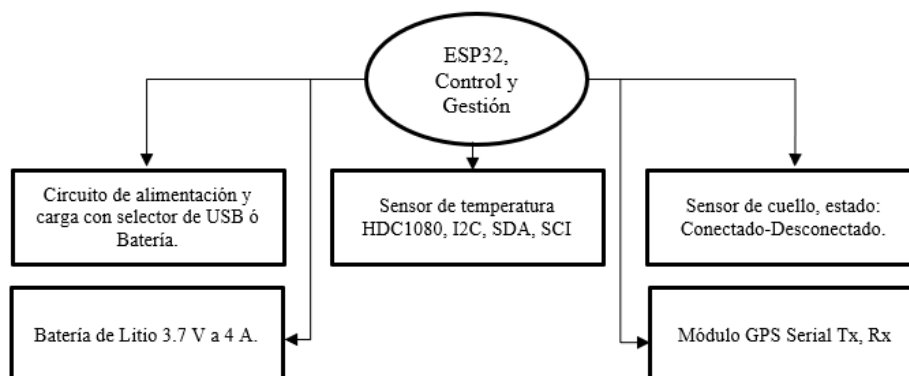 ESP32,
Control y
Gestión
Circuito de alimentación y
carga con selector de USB ó
Batería.
Sensor de temperatura
HDC1080, I2C, SDA, SCI
Sensor de cuello, estado:
Conectado-Desconectado.
Batería de Litio 3.7 V a 4 A.
Módulo GPS Serial Tx, Rx